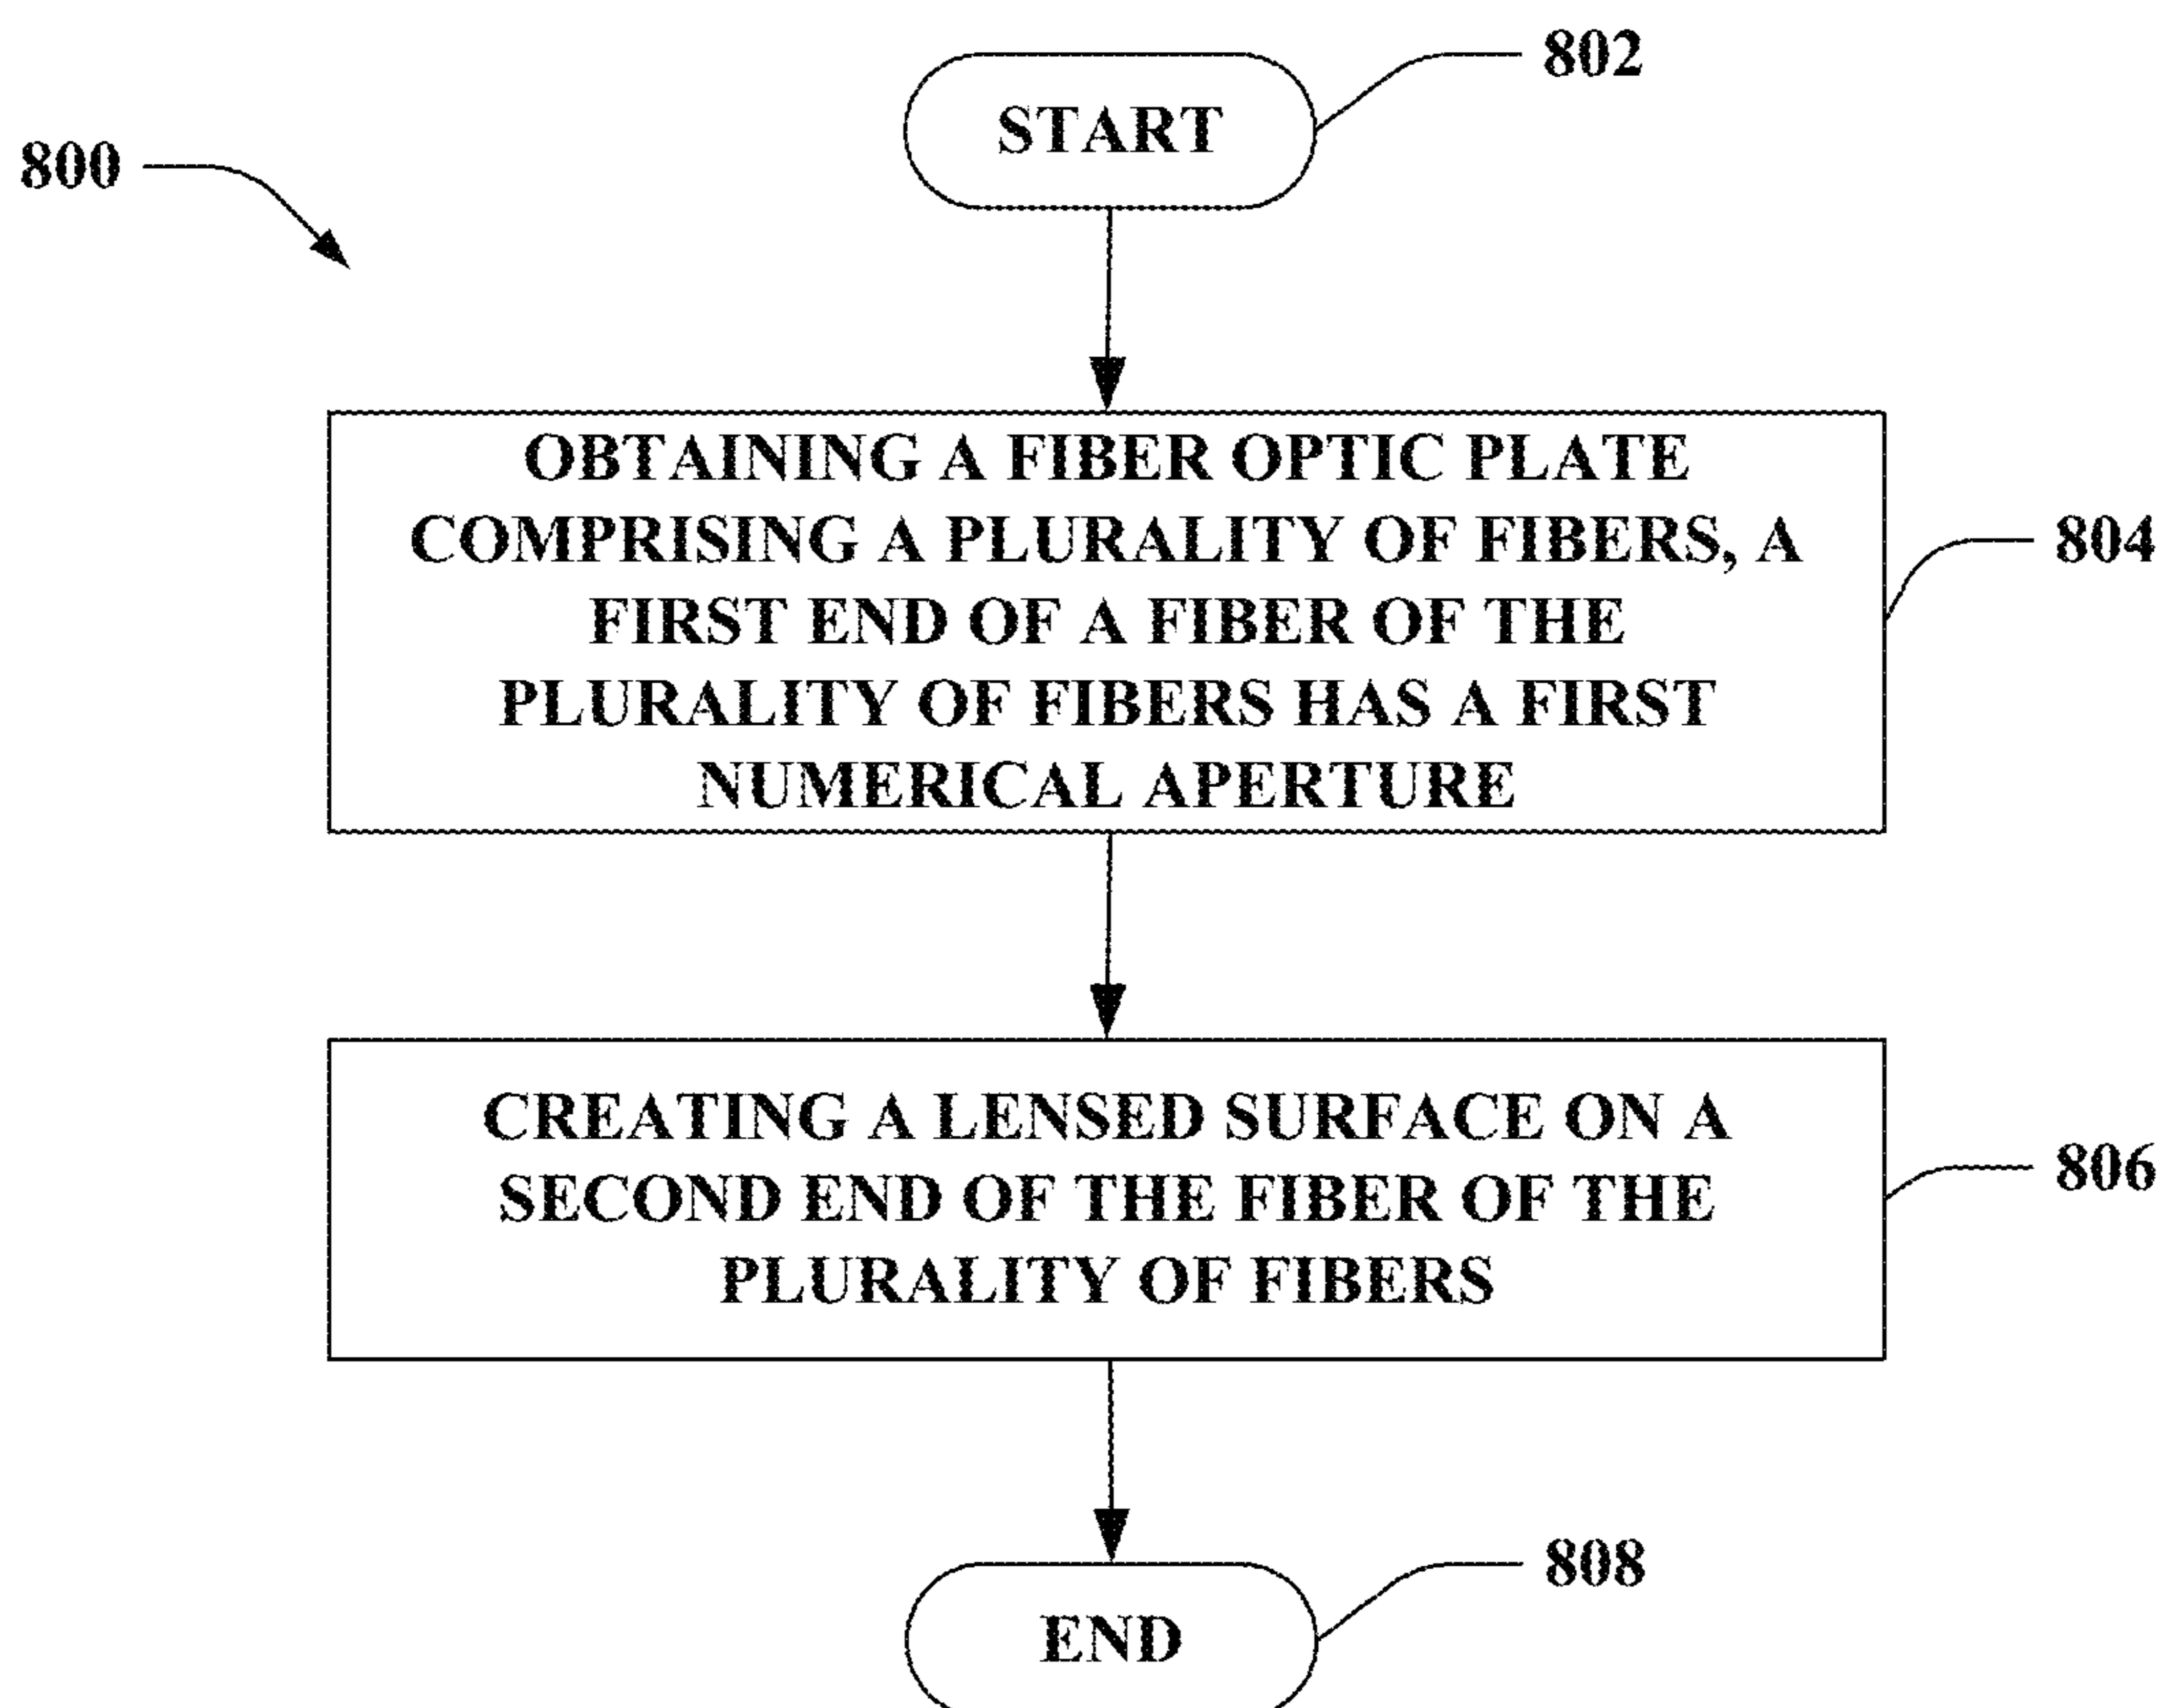 802
START
800
OBTAINING A FIBER OPTIC PLATE
COMPRISING A PLURALITY OF FIBERS, A
804
FIRST END OF A FIBER OF THE
PLURALITY OF FIBERS HAS A FIRST
NUMERICAL APERTURE
CREATING A LENSED SURFACE ON A
806
SECOND END OF THE FIBER OF THE
PLURALITY OF FIBERS
808
END